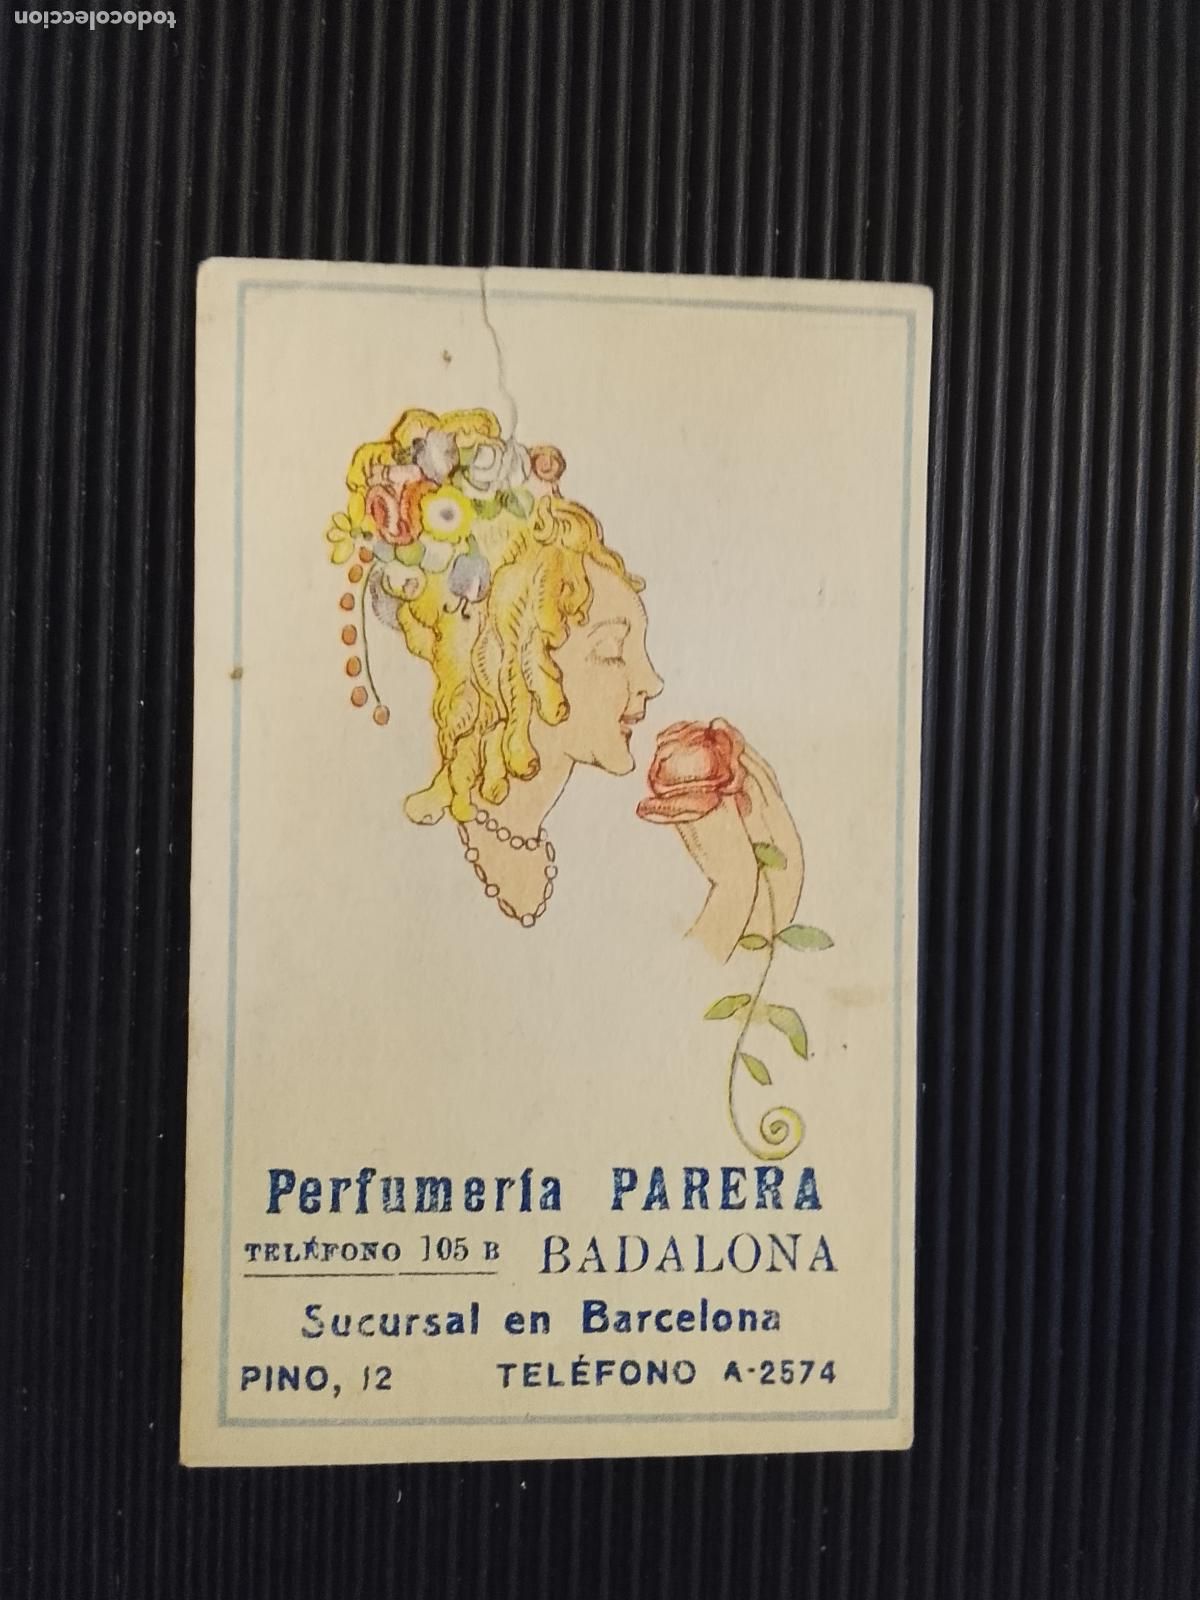 todocoleccion
Perfumería PARERA
TELÉFONO 105 B BADALONA
Sucursal en Barcelona
PINO, 12 TELÉFONO A-2574